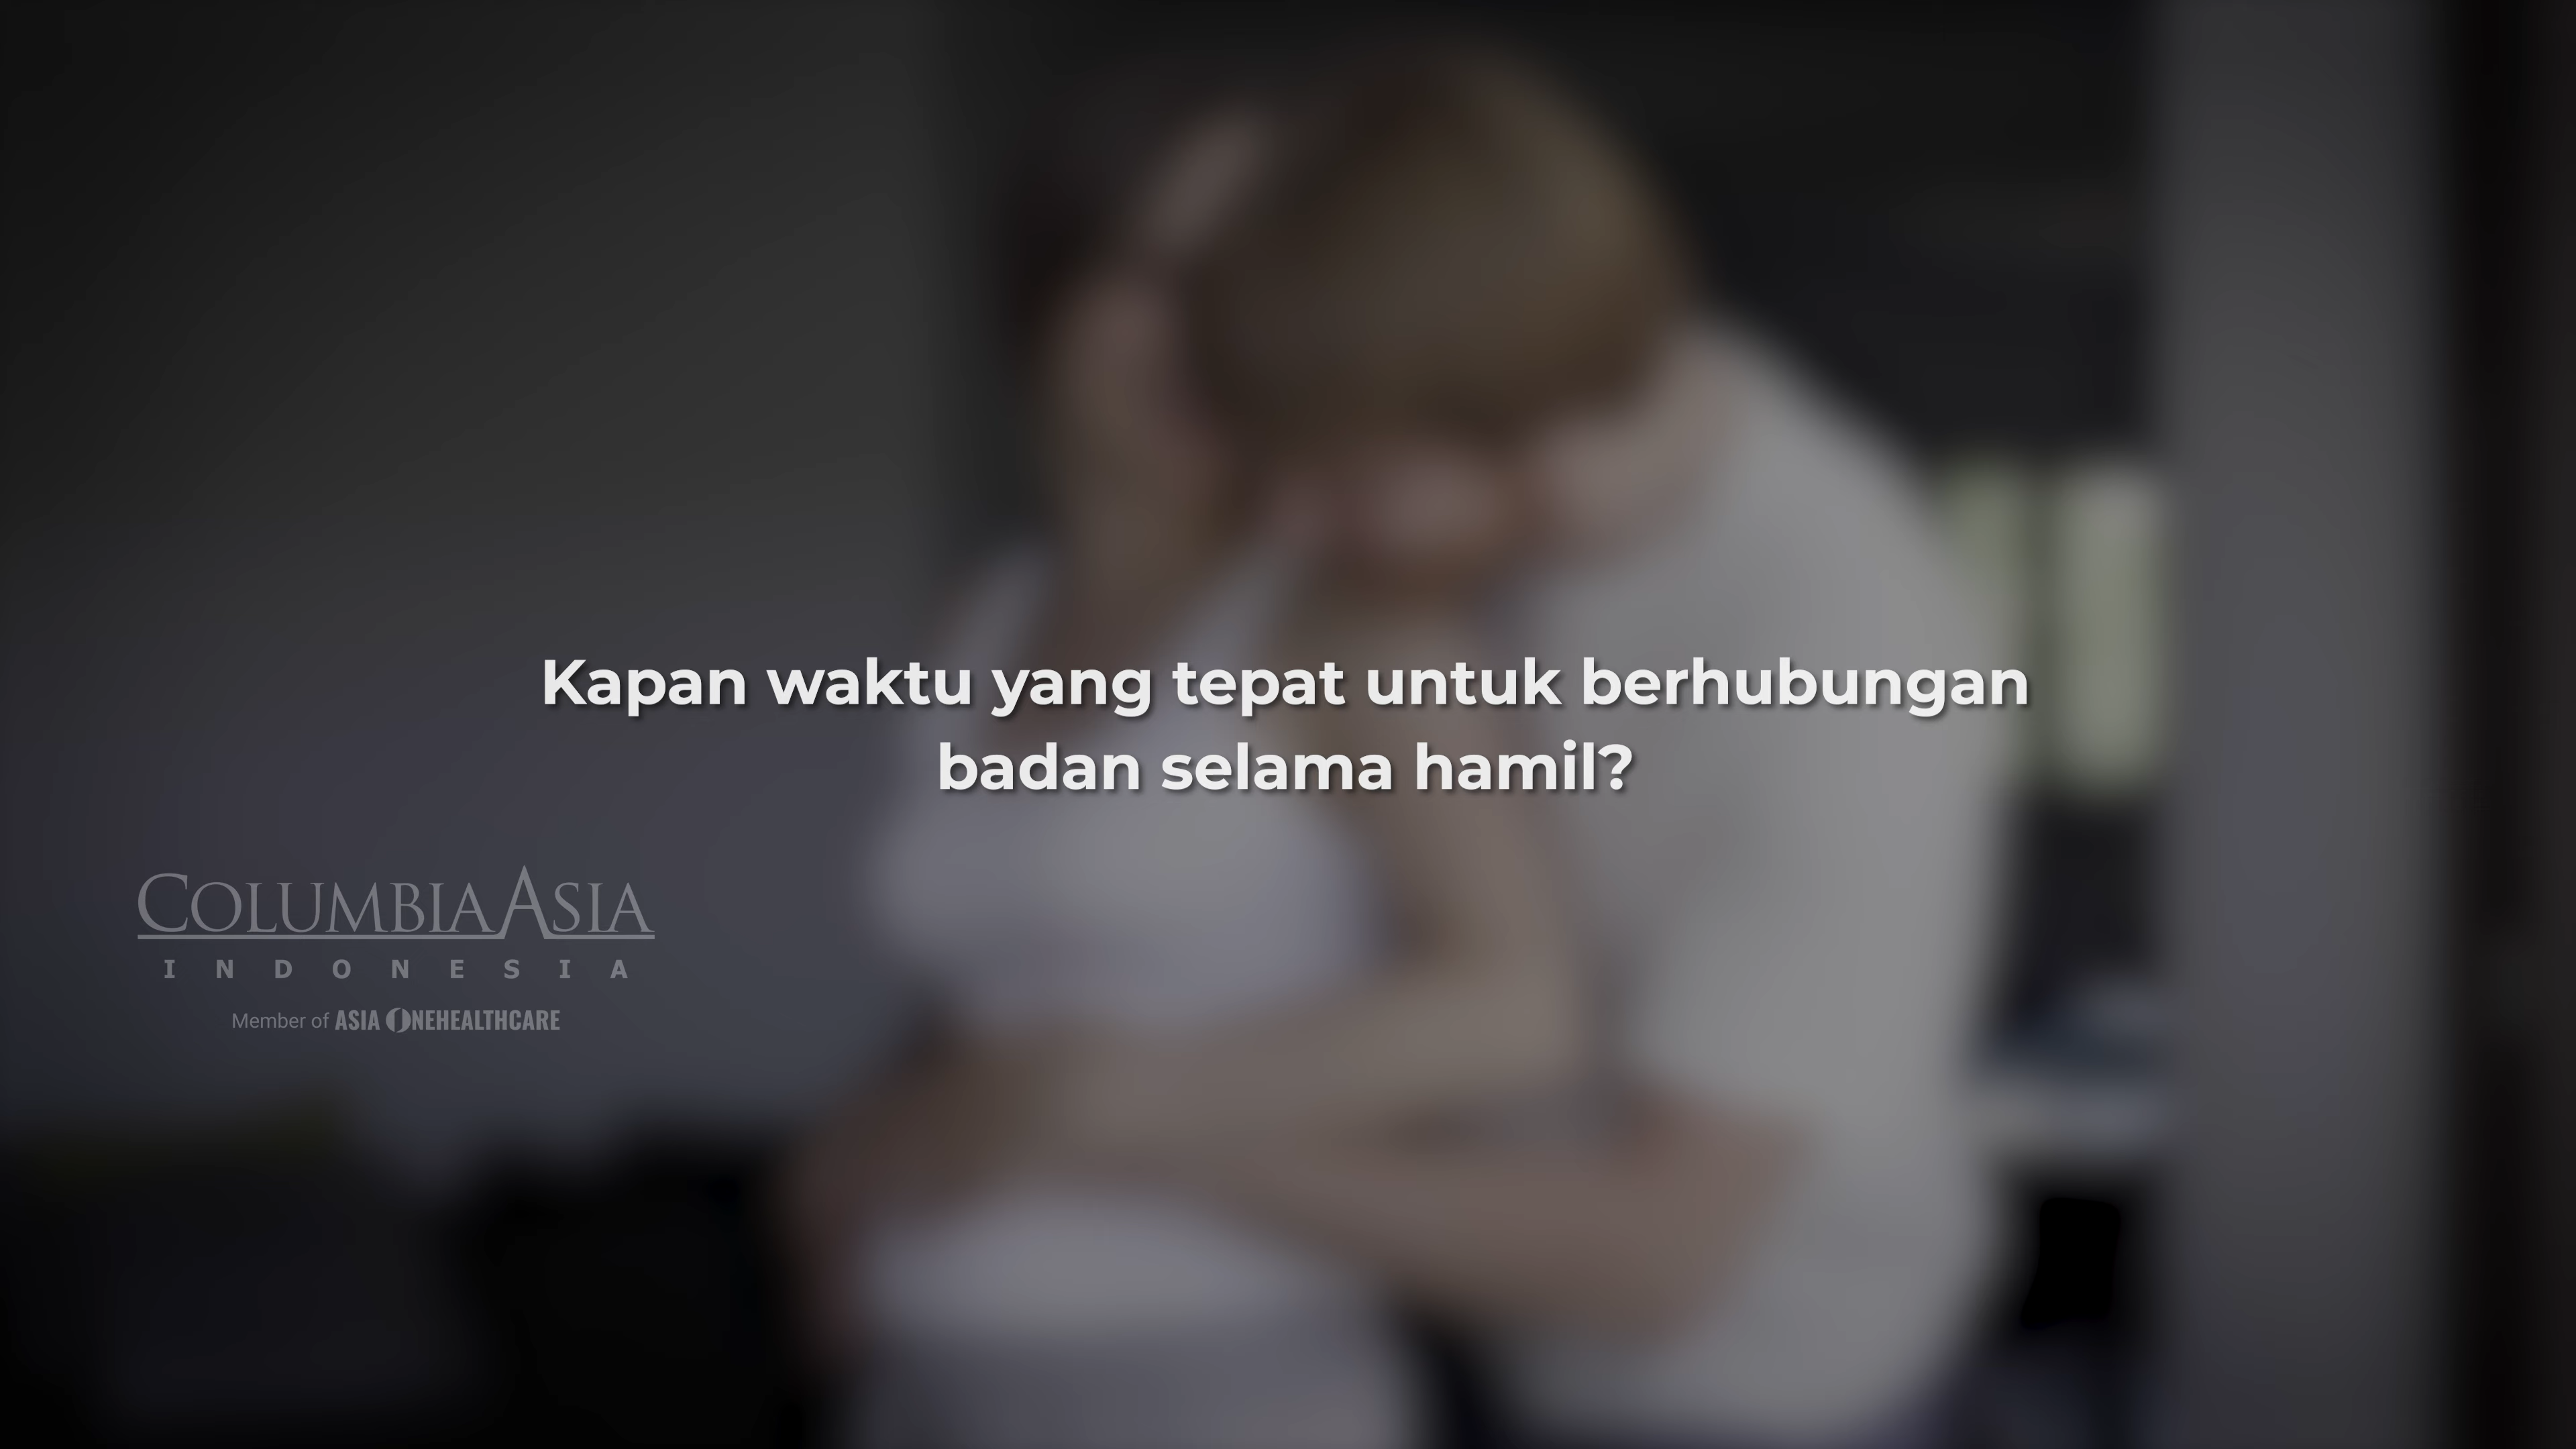 Kapan waktu yang tepat untuk berhubungan
badan selama hamil?
COLUMBIA ASIA
INDONESIA
Member of ASIA ONEHEALTHCARE